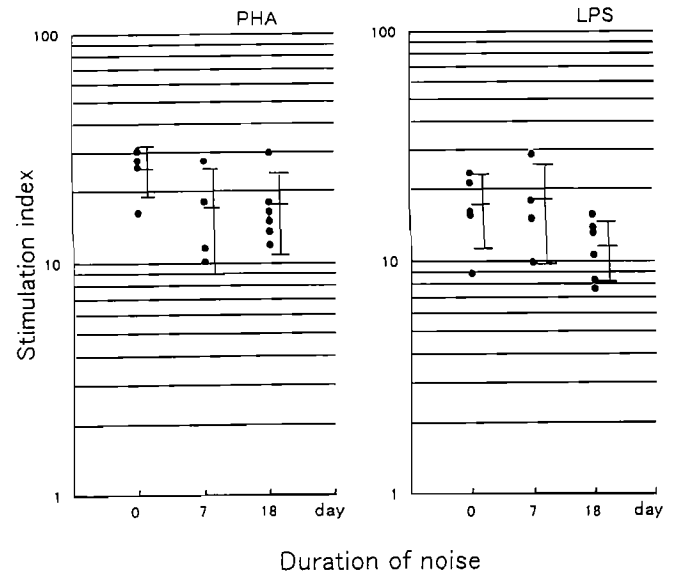 PHA
LPS
100
10
1
Stimulation index
0 7 18 day
100
10
1
0 7 18 day
Duration of noise